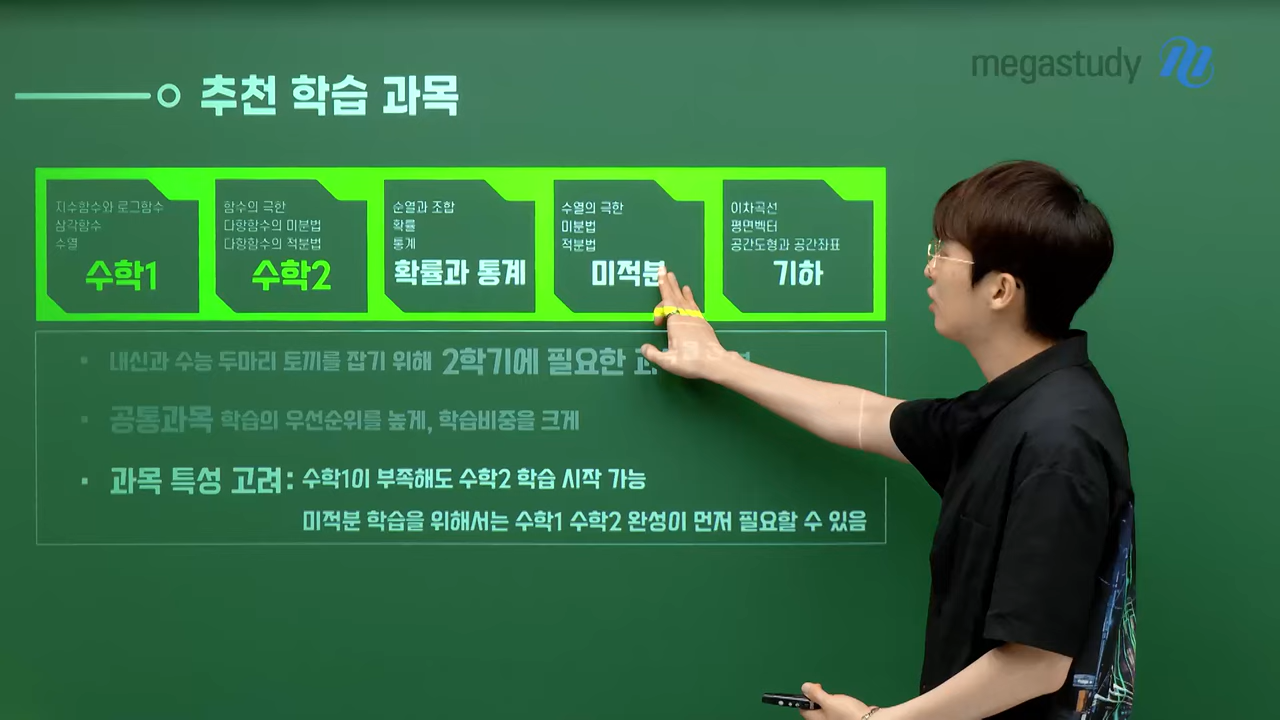 megastudy
추천 학습 과목
지수함수와 로그함수
삼각함수
수열
수학1
함수의 극한
다항함수의 미분법
다항함수의 적분법
수학2
순열과 조합
확률
통계
확률과 통계
수열의 극한
미분법
적분법
미적분
이차곡선
평면벡터
공간도형과 공간좌표
기하
• 내신과 수능 두마리 토끼를 잡기 위해 2학기에 필요한
• 공통과목 학습의 우선순위를 높게, 학습비중을 크게
• 과목 특성 고려: 수학1이 부족해도 수학2 학습 시작 가능
미적분 학습을 위해서는 수학1 수학2 완성이 먼저 필요할 수 있음